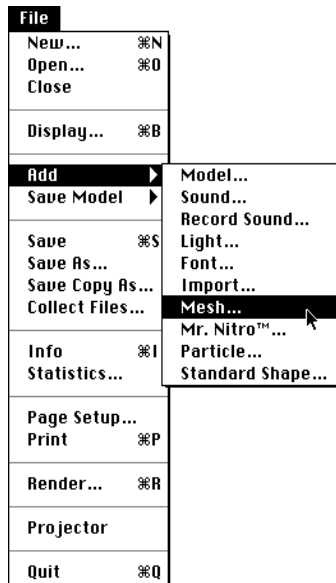 File
New... ⌘N
Open... ⌘O
Close
Display... ⌘B
Add
Save Model
Save ⌘S
Save As...
Save Copy As...
Collect Files...
Info ⌘I
Statistics...
Page Setup...
Print ⌘P
Render... ⌘R
Projector
Quit ⌘Q
Model...
Sound...
Record Sound...
Light...
Font...
Import...
Mesh...
Mr. Nitro™...
Particle...
Standard Shape...